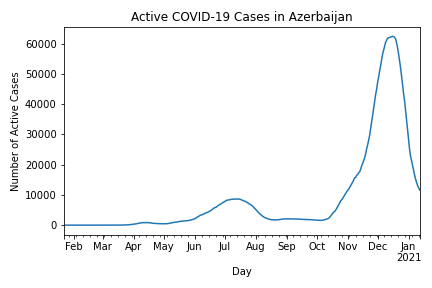 Active COVID-19 Cases in Azerbaijan
Number of Active Cases
60000
50000
40000
30000
20000
10000
0
Feb Mar Apr May Jun Jul Aug Sep Oct Nov Dec Jan
2021
Day